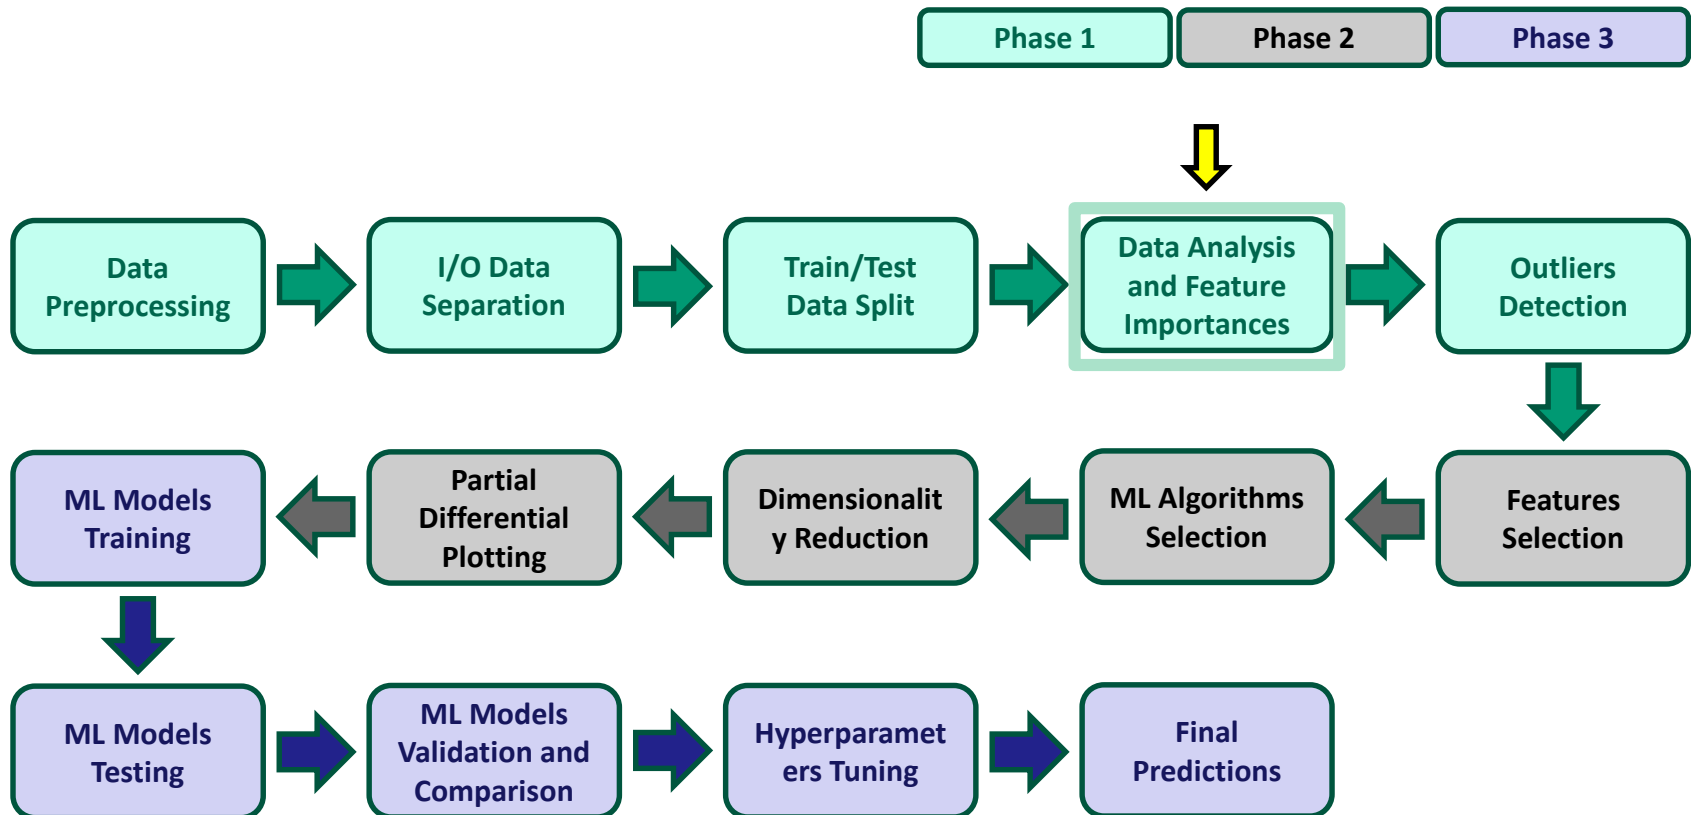 Phase 1
Phase 2
Phase 3
Data
Preprocessing
I/O Data
Separation
Train/Test
Data Split
Data Analysis
and Feature
Importances
Outliers
Detection
ML Models
Training
Partial
Differential
Plotting
Dimensionalit
y Reduction
ML Algorithms
Selection
Features
Selection
ML Models
Testing
ML Models
Validation and
Comparison
Hyperparamet
ers Tuning
Final
Predictions